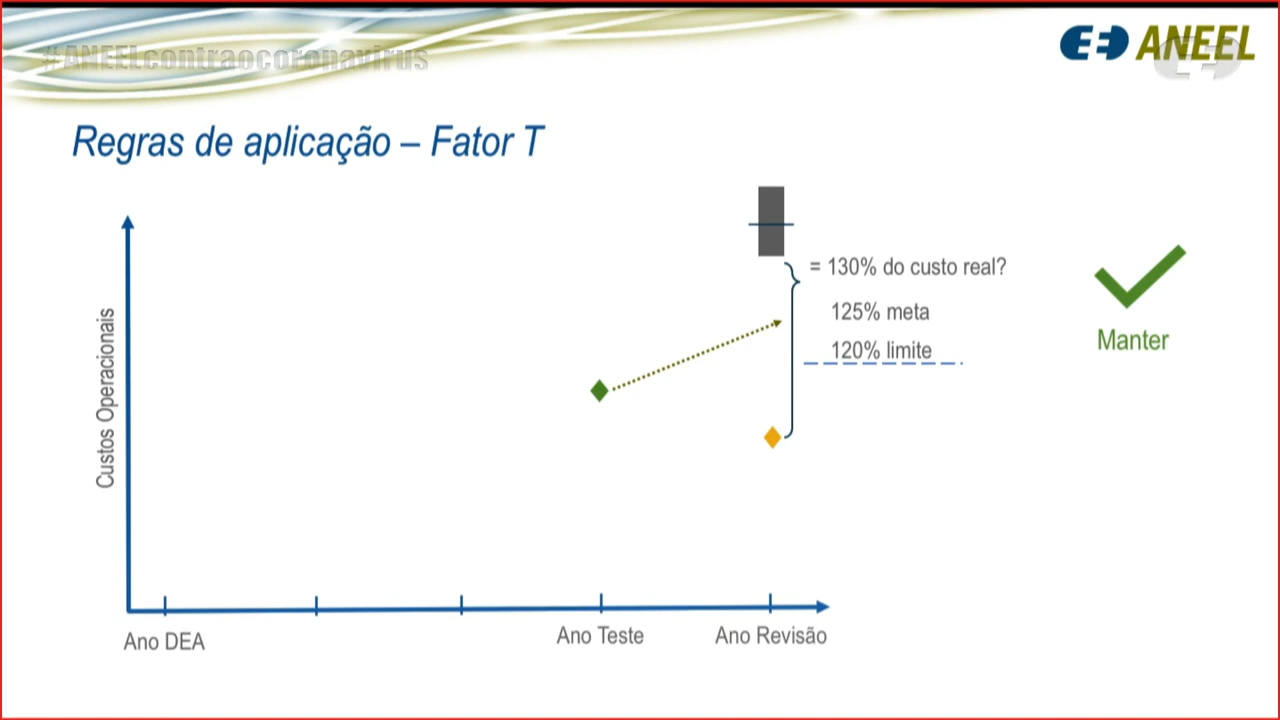 #ANEELcontraocoronavirus
ANEEL
Regras de aplicação – Fator T
= 130% do custo real?
125% meta
120% limite
Manter
Custos Operacionais
Ano DEA
Ano Teste
Ano Revisão